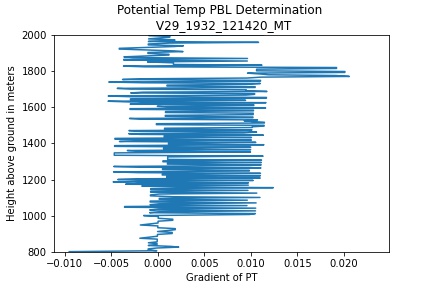 Potential Temp PBL Determination
V29_1932_121420_MT
2000
1800
1600
1400
1200
1000
800
Height above ground in meters
−0.010 −0.005 0.000 0.005 0.010 0.015 0.020
Gradient of PT